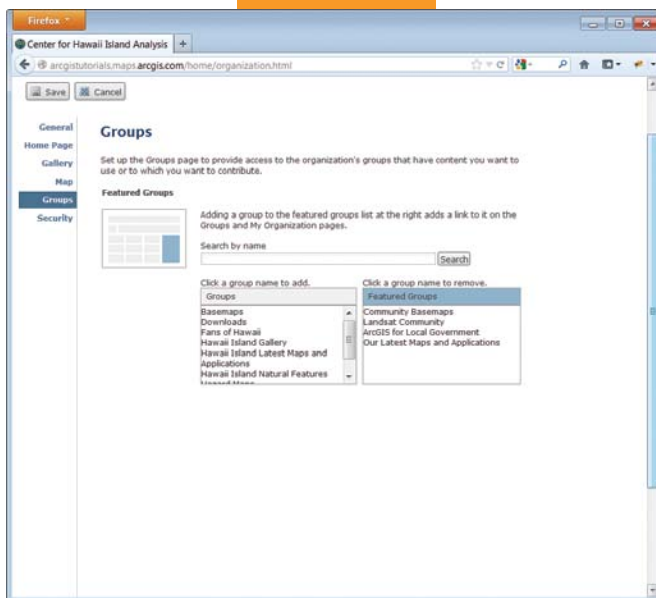 Firefox
Center for Hawaii Island Analysis
+
arcgistutorials.maps.arcgis.com/home/organization.html
Save Cancel
General
Home Page
Gallery
Map
Groups
Security
Groups
Set up the Groups page to provide access to the organization's groups that have content you want to
use or to which you want to contribute.
Featured Groups
Adding a group to the featured groups list at the right adds a link to it on the
Groups and My Organization pages.
Search by name
Search
Click a group name to add.
Groups
Basemaps
Downloads
Fans of Hawaii
Hawaii Island Gallery
Hawaii Island Latest Maps and
Applications
Hawaii Island Natural Features
Hazard Maps
Click a group name to remove.
Featured Groups
Community Basemaps
Landsat Community
ArcGIS for Local Government
Our Latest Maps and Applications